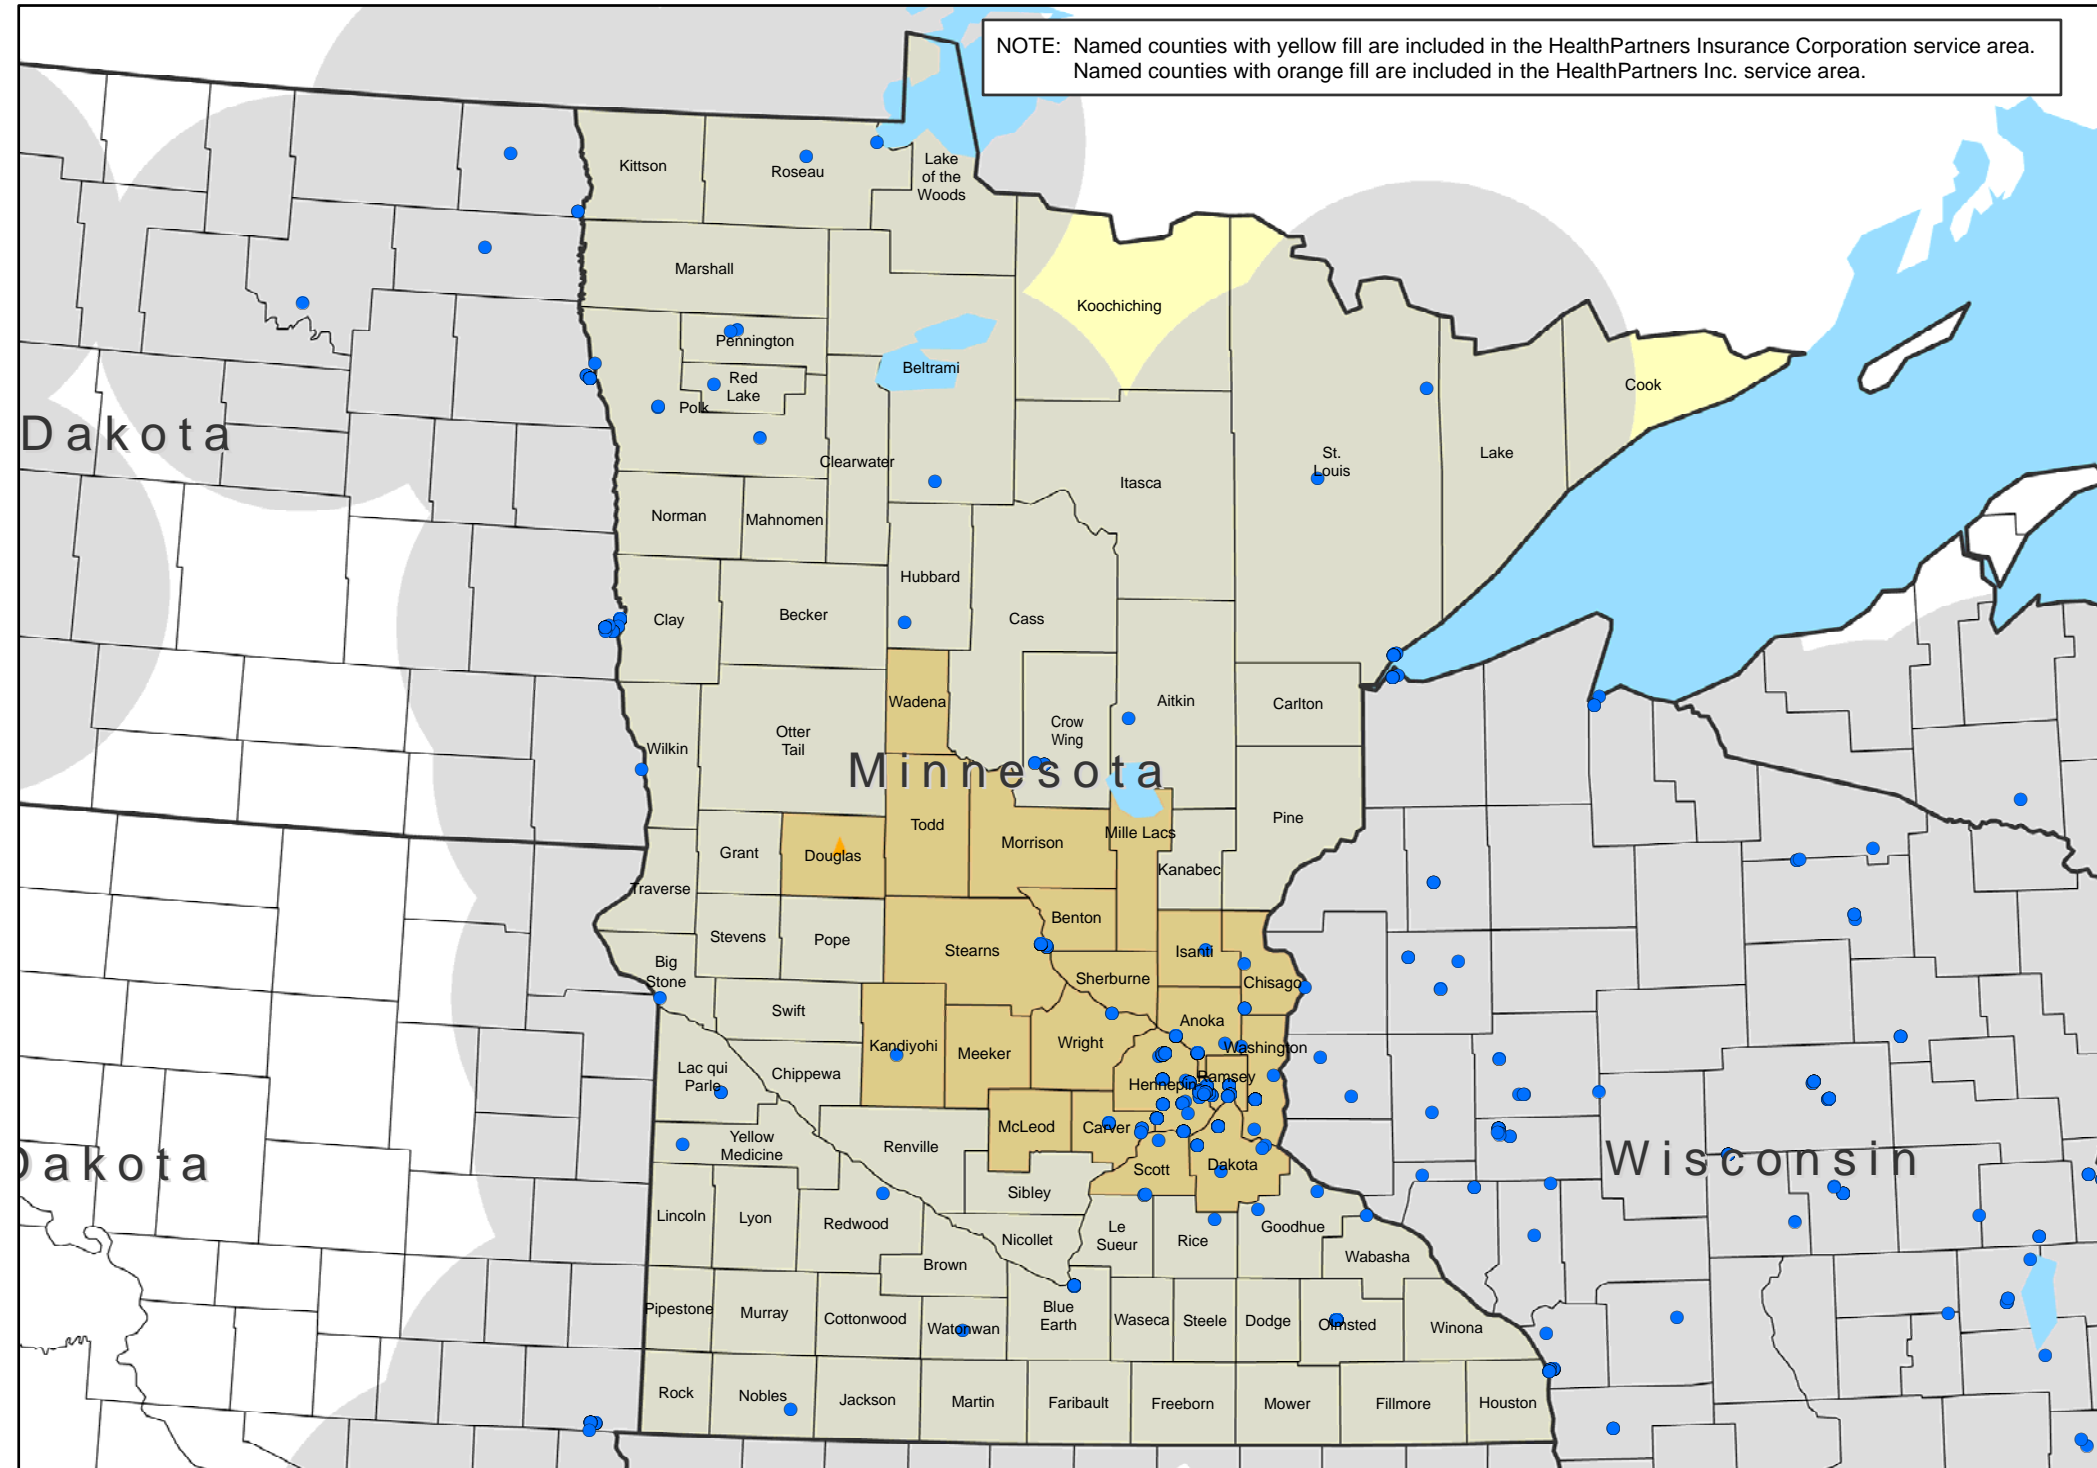 NOTE: Named counties with yellow fill are included in the HealthPartners Insurance Corporation service area.
Named counties with orange fill are included in the HealthPartners Inc. service area.
Kittson
Roseau
Lake
of the
Woods
Marshall
Koochiching
Pennington
Beltrami
Red
Lake
Cook
Polk
Dakota
Clearwater
St.
Louis
Lake
Itasca
Norman
Mahnomen
Hubbard
Clay
Becker
Cass
Wadena
Aitkin
Carlton
Crow
Wing
Otter
Tail
Wilkin
Minnesota
Todd
Mille Lacs
Pine
Morrison
Grant
Douglas
Kanabec
Traverse
Benton
Stevens
Pope
Stearns
Isanti
Big
Stone
Sherburne
Chisago
Swift
Anoka
Kandiyohi
Meeker
Wright
Washington
Lac qui
Parle
Chippewa
Hennepin
Ramsey
McLeod
Carver
Yellow
Medicine
Renville
Dakota
Wisconsin
Scott
Dakota
Sibley
Lincoln
Lyon
Redwood
Le
Sueur
Rice
Goodhue
Nicollet
Wabasha
Brown
Pipestone
Murray
Cottonwood
Watonwan
Blue
Earth
Waseca
Steele
Dodge
Olmsted
Winona
Rock
Nobles
Jackson
Martin
Faribault
Freeborn
Mower
Fillmore
Houston